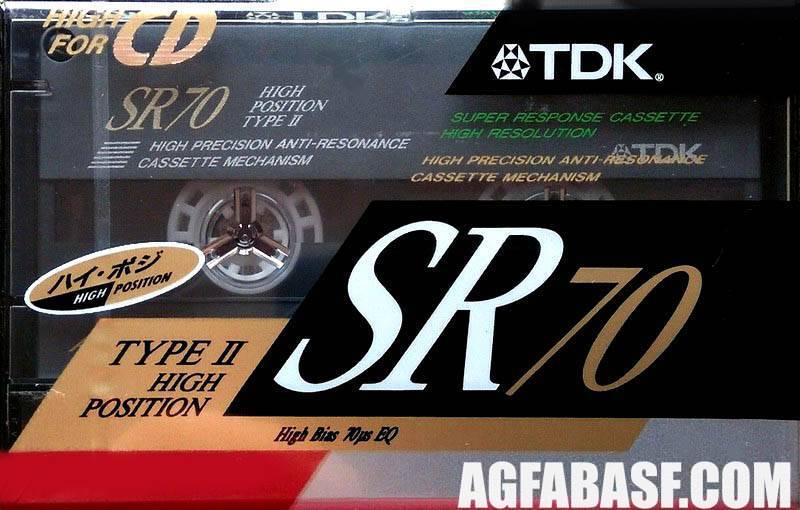 HIGH
FOR CD
TDK
TDK®
SR70
HIGH
POSITION
TYPE II
HIGH PRECISION ANTI-RESONANCE
CASSETTE MECHANISM
SUPER RESPONSE CASSETTE
HIGH RESOLUTION
HIGH PRECISION ANTI-RESONANCE
CASSETTE MECHANISM
TDK
ハイ・ポジ
HIGH POSITION
SR70
TYPE II
HIGH
POSITION
High Bias 70μs EQ
AGFABASF.COM